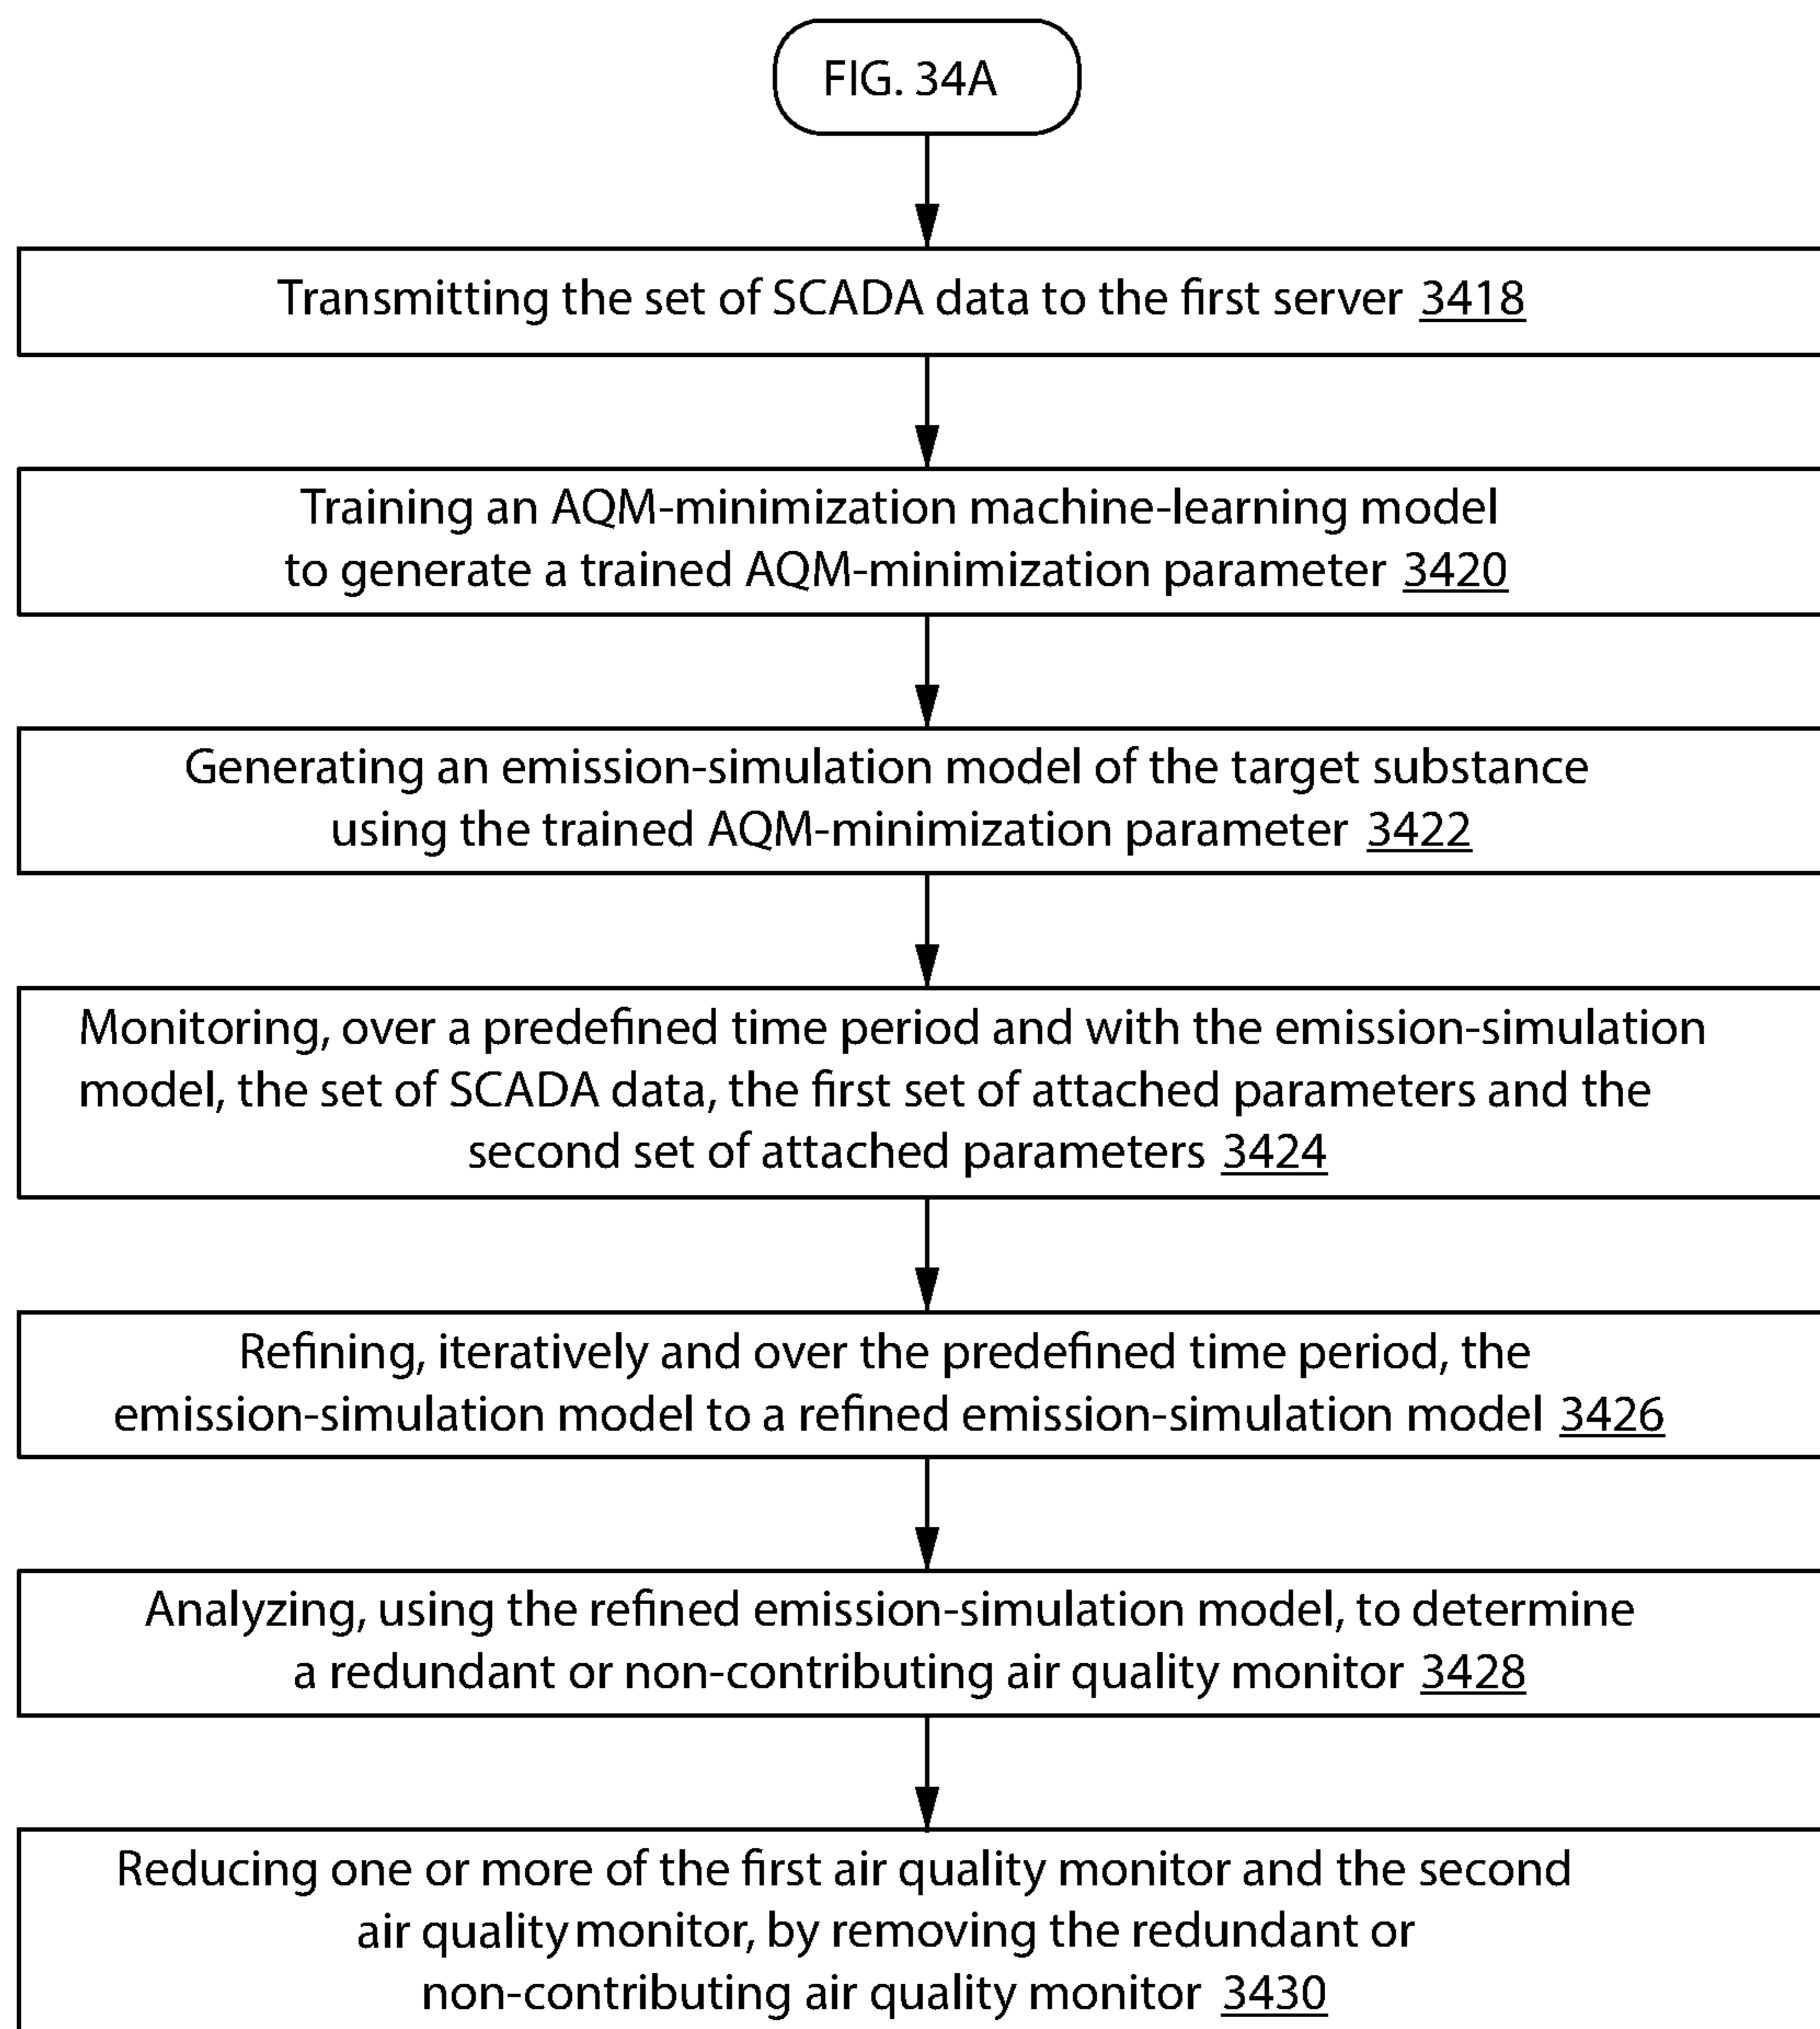 FIG. 34A
Transmitting the set of SCADA data to the first server 3418
Training an AQM-minimization machine-learning model
to generate a trained AQM-minimization parameter 3420
Generating an emission-simulation model of the target substance
using the trained AQM-minimization parameter 3422
Monitoring, over a predefined time period and with the emission-simulation
model, the set of SCADA data, the first set of attached parameters and the
second set of attached parameters 3424
Refining, iteratively and over the predefined time period, the
emission-simulation model to a refined emission-simulation model 3426
Analyzing, using the refined emission-simulation model, to determine
a redundant or non-contributing air quality monitor 3428
Reducing one or more of the first air quality monitor and the second
air quality monitor, by removing the redundant or
non-contributing air quality monitor 3430